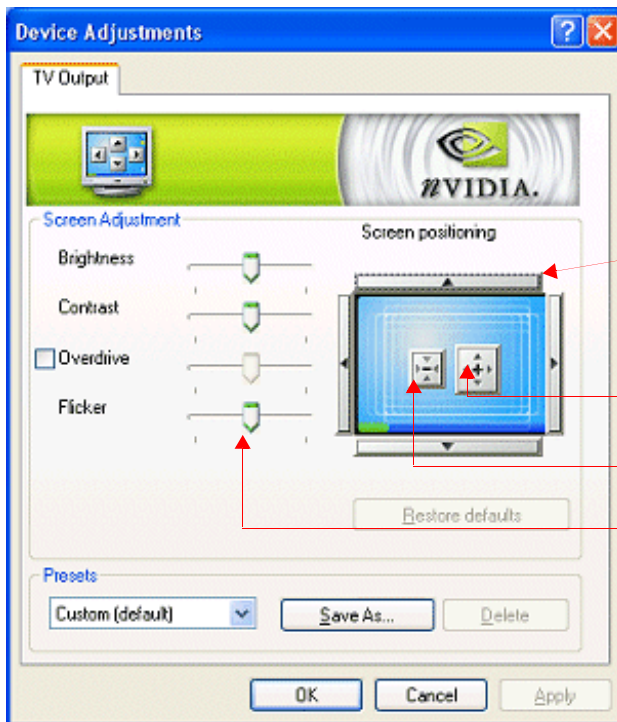 Device Adjustments
TV Output
nVIDIA.
Screen Adjustment
Screen positioning
Brightness
Contrast
Overdrive
Flicker
Restore defaults
Presets
Custom (default)
Save As...
Delete
OK
Cancel
Apply